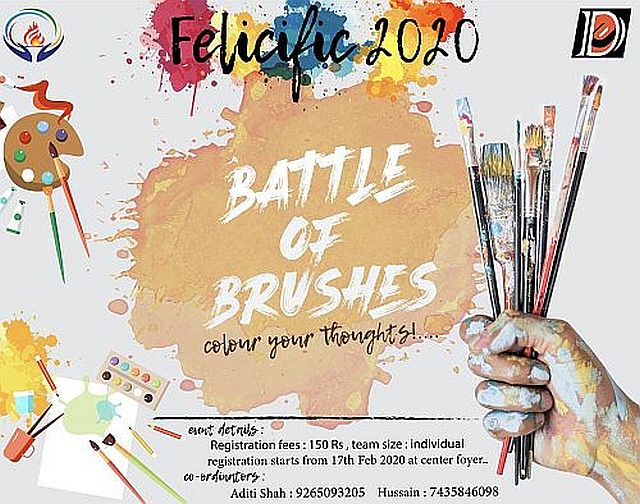 Felicific 2020
BATTLE
OF
BRUSHES
colour your thoughts!....
event details :
Registration fees : 150 Rs , team size : individual
registration starts from 17th Feb 2020 at center foyer..
co-ordinators :
Aditi Shah : 9265093205 Hussain : 7435846098